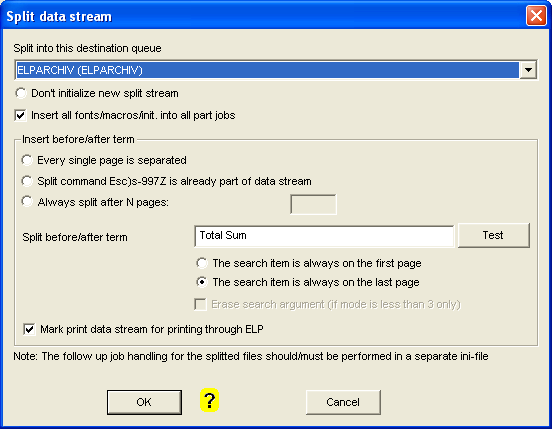 Split data stream
Split into this destination queue
ELPARCHIV (ELPARCHIV)
Don't initialize new split stream
Insert all fonts/macros/init. into all part jobs
Insert before/after term
Every single page is separated
Split command Esc)s-997Z is already part of data stream
Always split after N pages:
Split before/after term
Total Sum
Test
The search item is always on the first page
The search item is always on the last page
Erase search argument (if mode is less than 3 only)
Mark print data stream for printing through ELP
Note: The follow up job handling for the splitted files should/must be performed in a separate ini-file
OK
?
Cancel